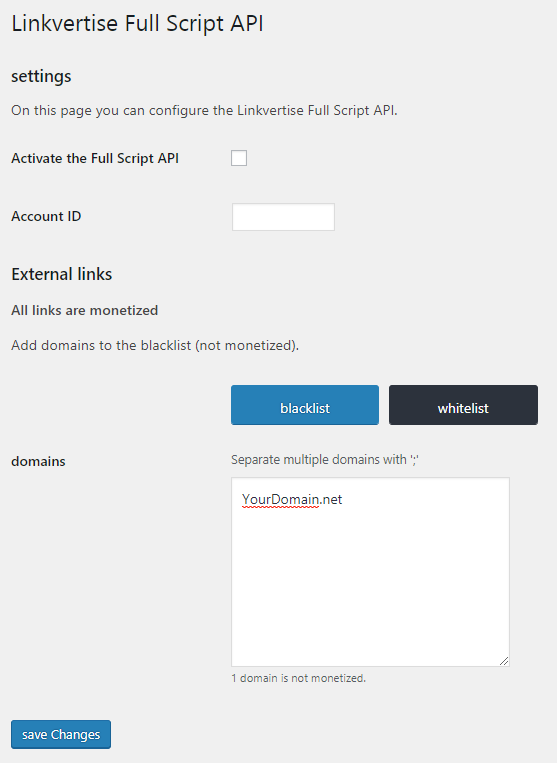 Linkvertise Full Script API
settings
On this page you can configure the Linkvertise Full Script API.
Activate the Full Script API
Account ID
External links
All links are monetized
Add domains to the blacklist (not monetized).
blacklist whitelist
domains
Separate multiple domains with ';'
YourDomain.net
1 domain is not monetized.
save Changes